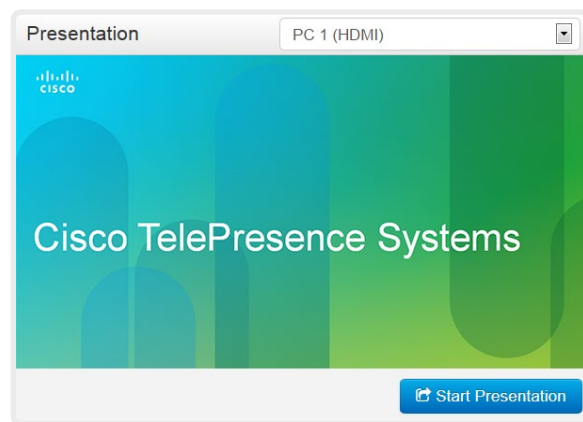 Presentation
PC 1 (HDMI)
CISCO
Cisco TelePresence Systems
Start Presentation